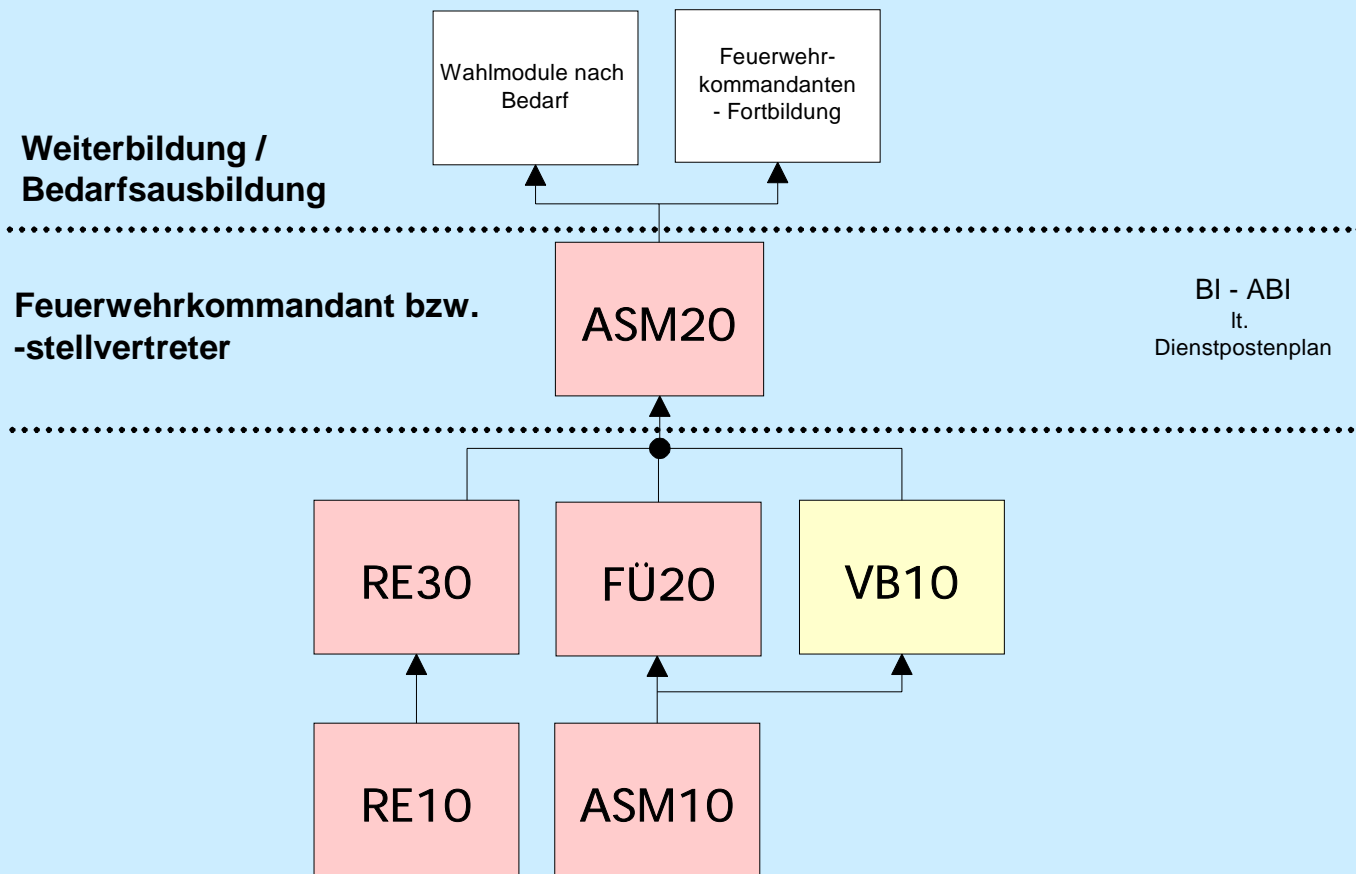 Wahlmodule nach
Bedarf
Feuerwehr-
kommandanten
- Fortbildung
Weiterbildung /
Bedarfsausbildung
Feuerwehrkommandant bzw.
-stellvertreter
ASM20
BI - ABI
lt.
Dienstpostenplan
RE30
FÜ20
VB10
RE10
ASM10